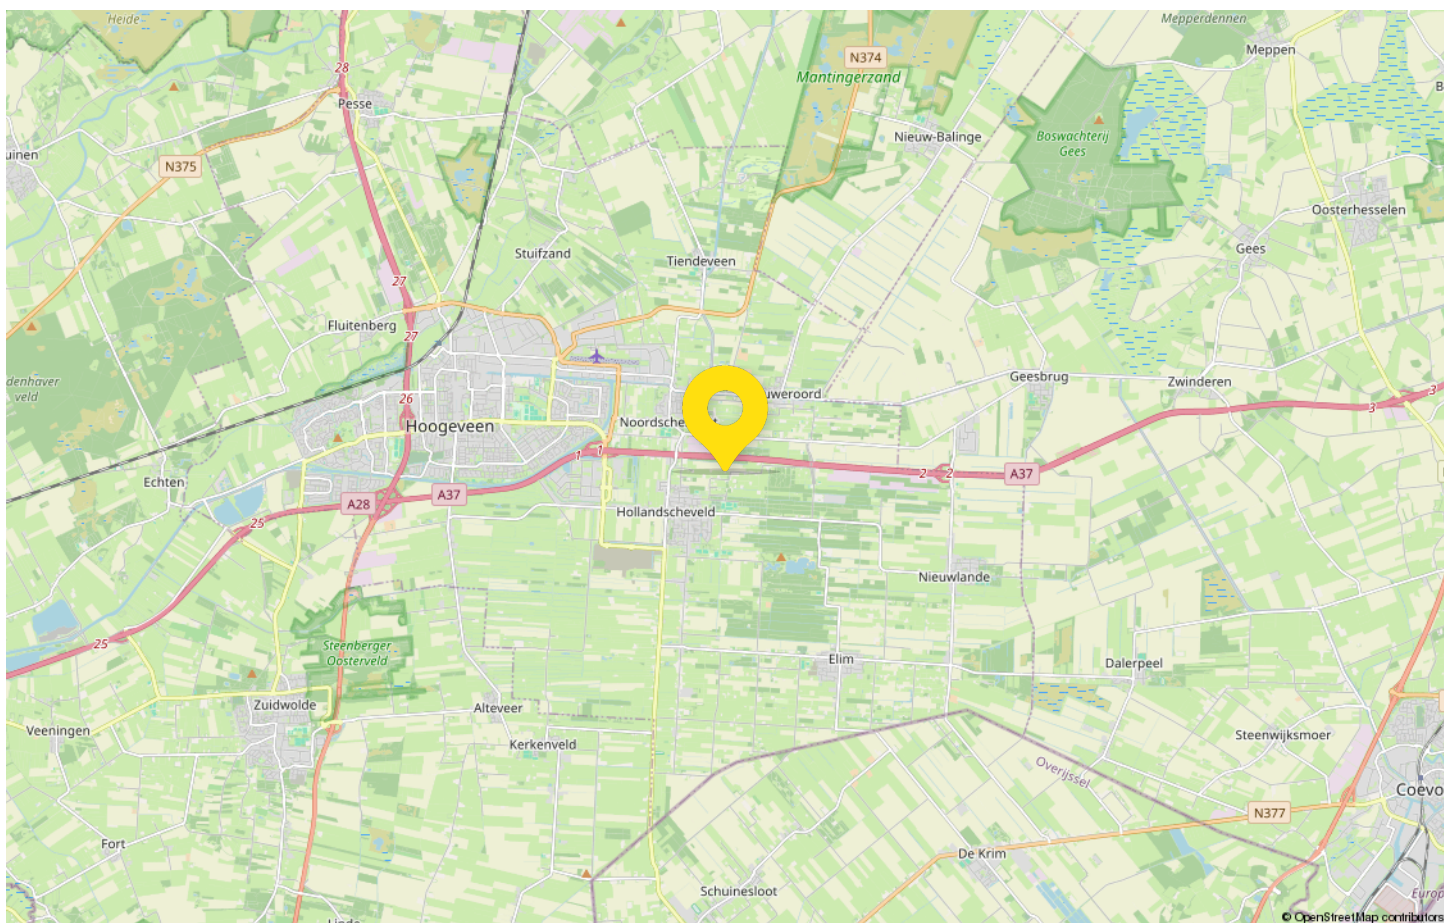 Heide
Mepperdennen
Meppen
28
N374
Mantingerzand
Pesse
Nieuw-Balinge
Boswachterij
Gees
uinen
N375
Oosterhesselen
Stuifzand
Gees
Tiendeveen
27
Fluitenberg
27
denhaver
veld
Geesbrug
Zwinderen
26
uweroord
3
3
Hoogeveen
Noordsche
1
1
2
2
A37
Echten
A28
A37
25
Hollandscheveld
Nieuwlande
25
Steenberger
Oosterveld
Elim
Dalerpeel
Zuidwolde
Alteveer
Veeningen
Kerkenveld
Steenwijksmoer
Overijssel
Coevo
N377
Fort
De Krim
Schuinesloot
Europ
© OpenStreetMap contributors